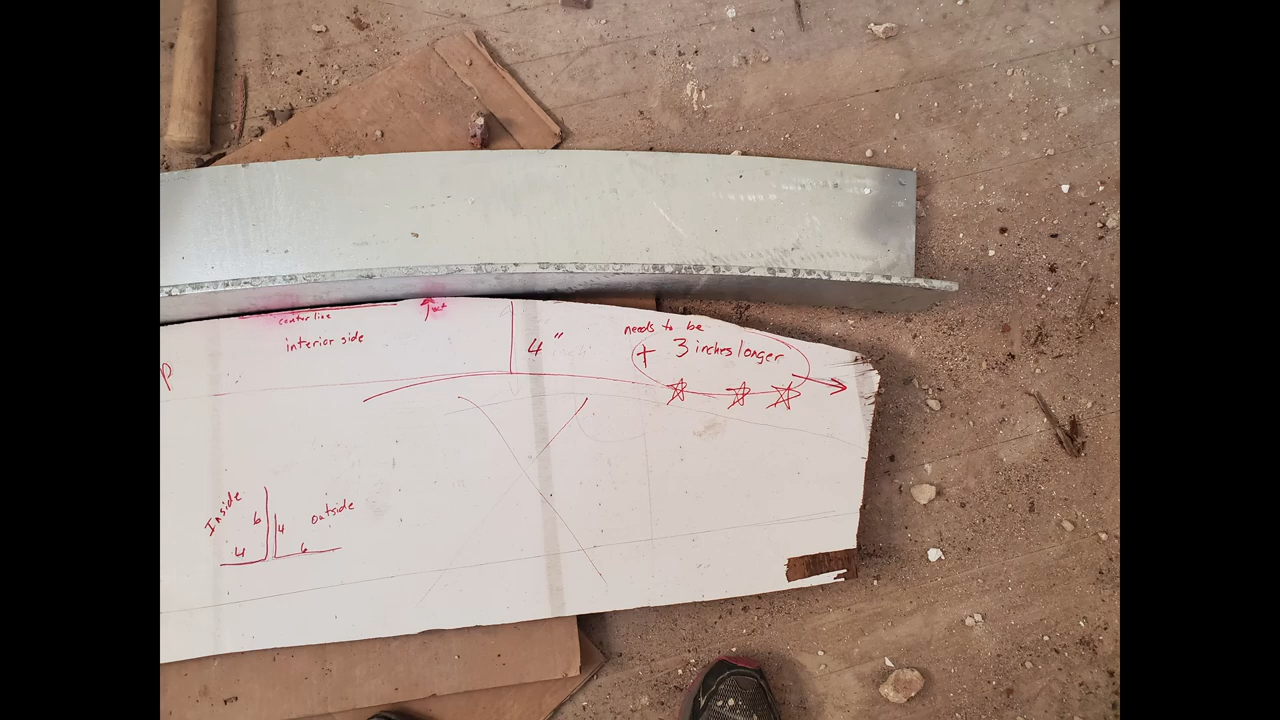 center line
interior side
4"
needs to be
+ 3 inches longer
p
Inside
6
4
4
outside
6